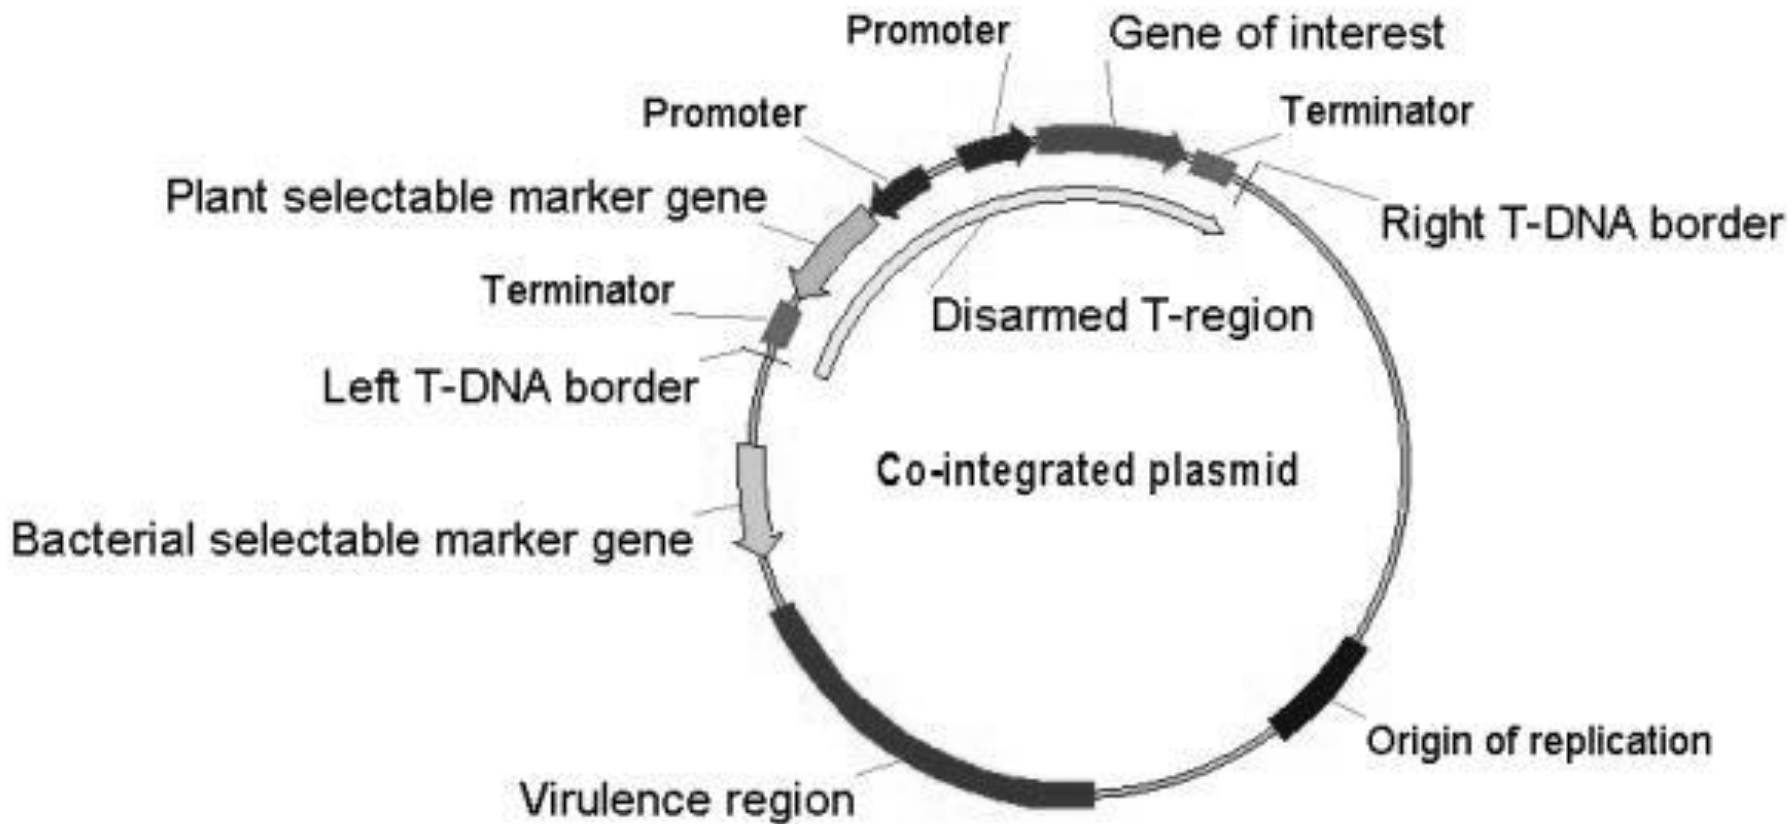 Promoter
Gene of interest
Promoter
Terminator
Plant selectable marker gene
Right T-DNA border
Terminator
Disarmed T-region
Left T-DNA border
Co-integrated plasmid
Bacterial selectable marker gene
Origin of replication
Virulence region